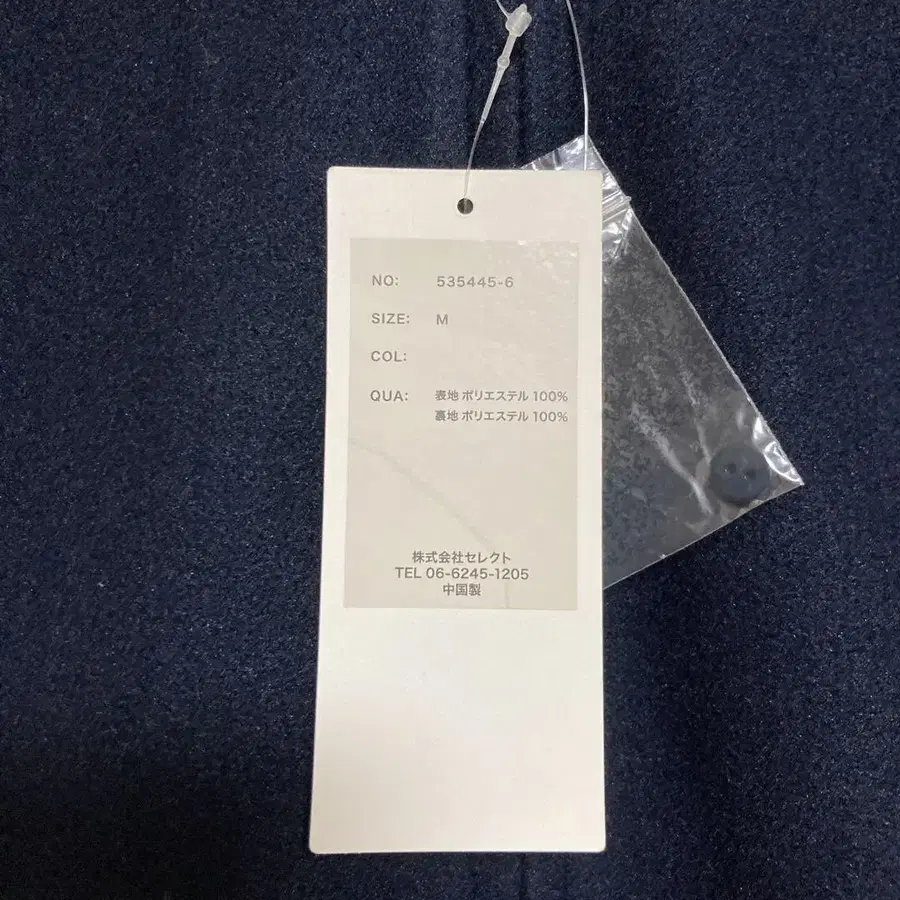 NO: 535445-6
SIZE: M
COL:
QUA: 表地 ポリエステル 100%
裏地 ポリエステル 100%
株式会社セレクト
TEL 06-6245-1205
中国製